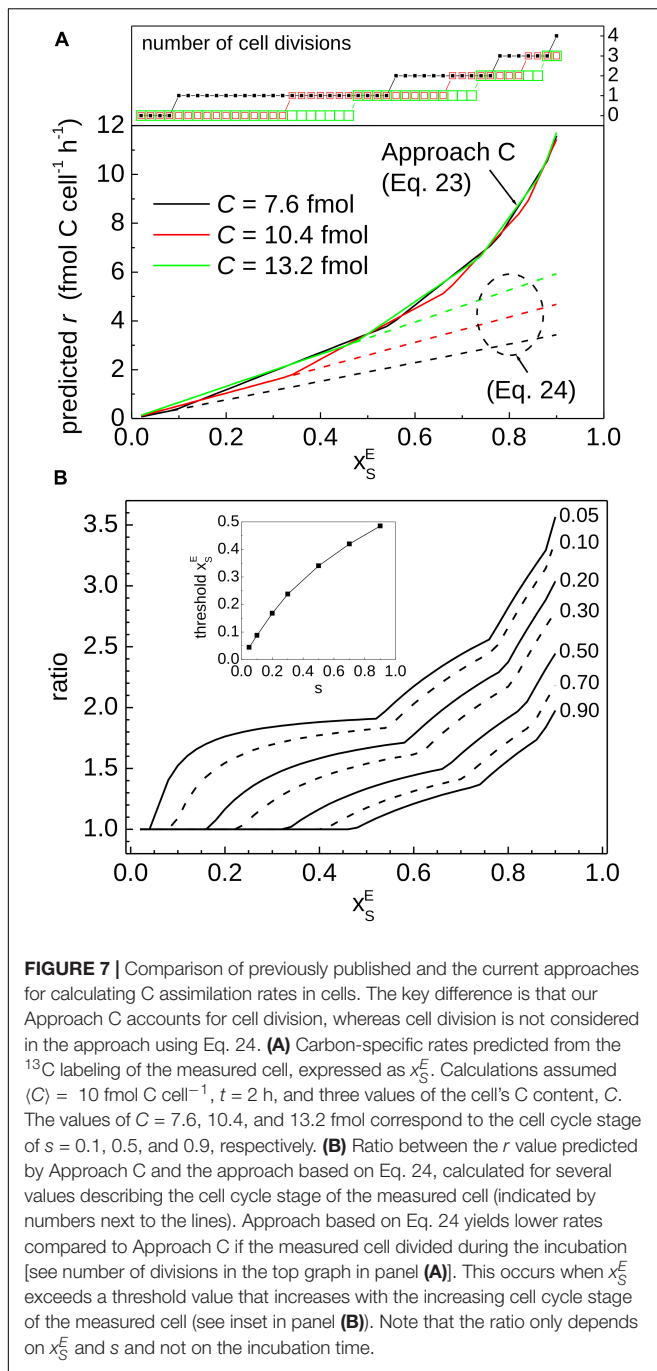 A
number of cell divisions
4
3
2
1
0
12
10
8
6
4
2
0
predicted r (fmol C cell⁻¹ h⁻¹)
Approach C
(Eq. 23)
C = 7.6 fmol
C = 10.4 fmol
C = 13.2 fmol
(Eq. 24)
0.0 0.2 0.4 0.6 0.8 1.0
x_S^E
B
3.5
3.0
2.5
2.0
1.5
1.0
ratio
0.5
0.4
0.3
0.2
0.1
0.0
threshold x_S^E
0.0 0.2 0.4 0.6 0.8 1.0
s
0.05
0.10
0.20
0.30
0.50
0.70
0.90
0.0 0.2 0.4 0.6 0.8 1.0
x_S^E
FIGURE 7 | Comparison of previously published and the current approaches
for calculating C assimilation rates in cells. The key difference is that our
Approach C accounts for cell division, whereas cell division is not considered
in the approach using Eq. 24. (A) Carbon-specific rates predicted from the
¹³C labeling of the measured cell, expressed as x_S^E. Calculations assumed
⟨C⟩ = 10 fmol C cell⁻¹, t = 2 h, and three values of the cell's C content, C.
The values of C = 7.6, 10.4, and 13.2 fmol correspond to the cell cycle stage
of s = 0.1, 0.5, and 0.9, respectively. (B) Ratio between the r value predicted
by Approach C and the approach based on Eq. 24, calculated for several
values describing the cell cycle stage of the measured cell (indicated by
numbers next to the lines). Approach based on Eq. 24 yields lower rates
compared to Approach C if the measured cell divided during the incubation
[see number of divisions in the top graph in panel (A)]. This occurs when x_S^E
exceeds a threshold value that increases with the increasing cell cycle stage
of the measured cell (see inset in panel (B)). Note that the ratio only depends
on x_S^E and s and not on the incubation time.